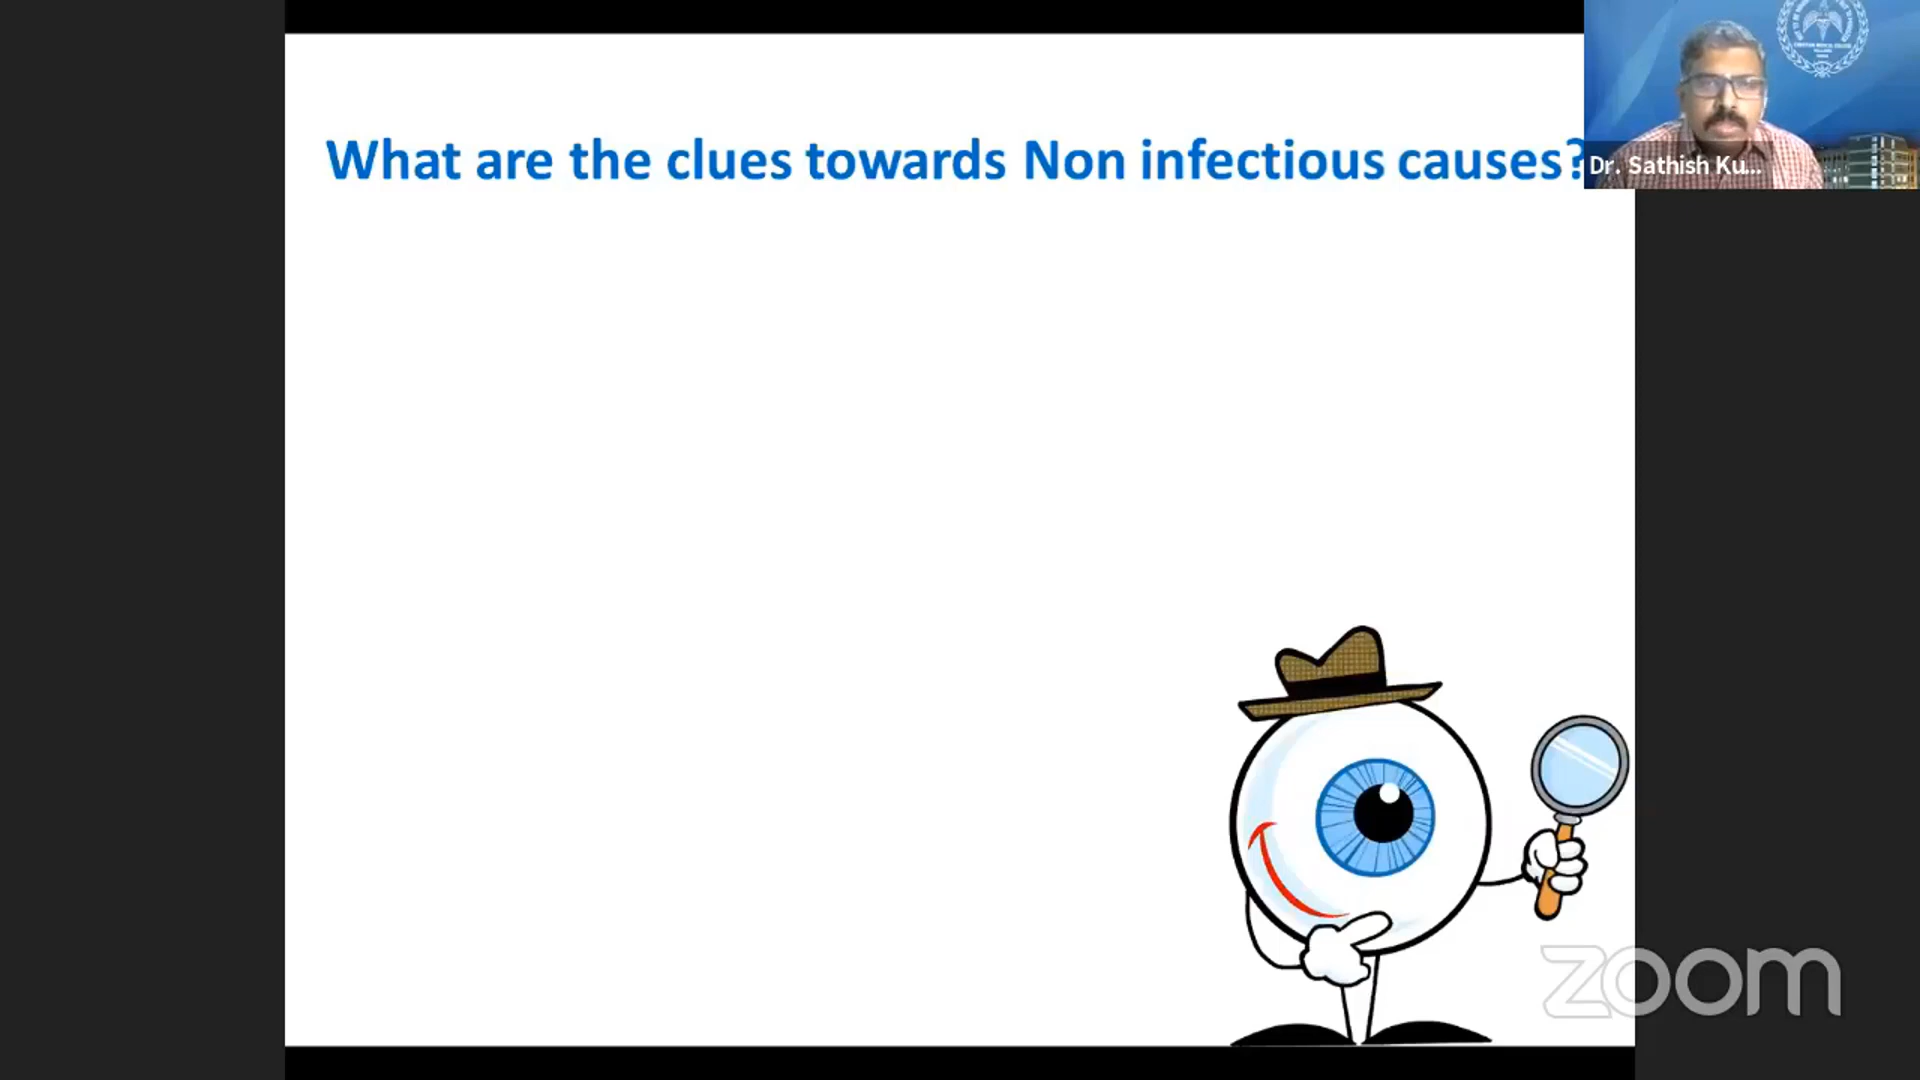 What are the clues towards Non infectious causes?
Dr. Sathish Ku...
zoom